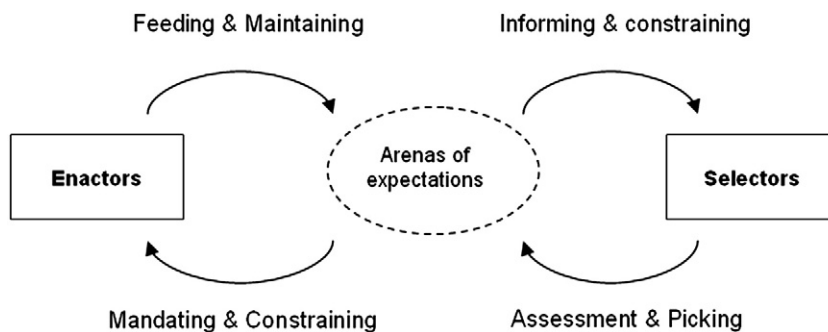 Feeding & Maintaining
Informing & constraining
Enactors
Arenas of
expectations
Selectors
Mandating & Constraining
Assessment & Picking